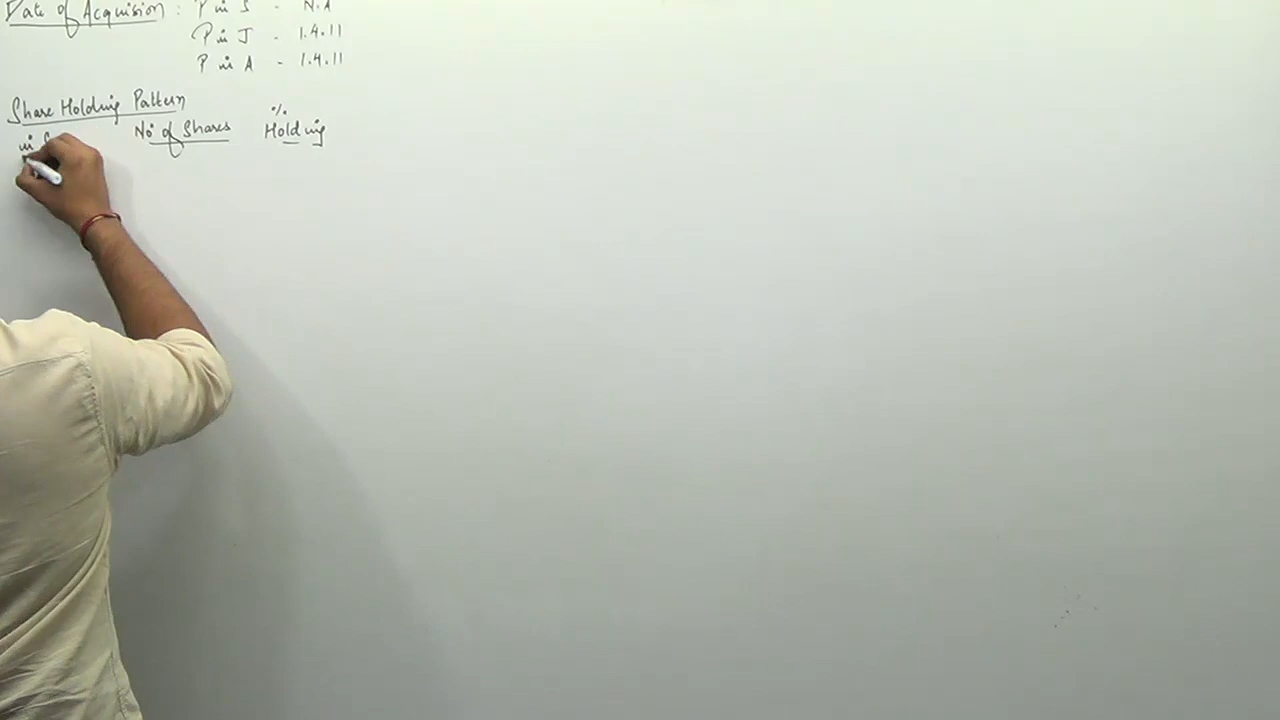 Date of Acquision : P in S - N.A
P in J - 1.4.11
P in A - 1.4.11
Share Holding Pattern
%
in S No of Shares Holding